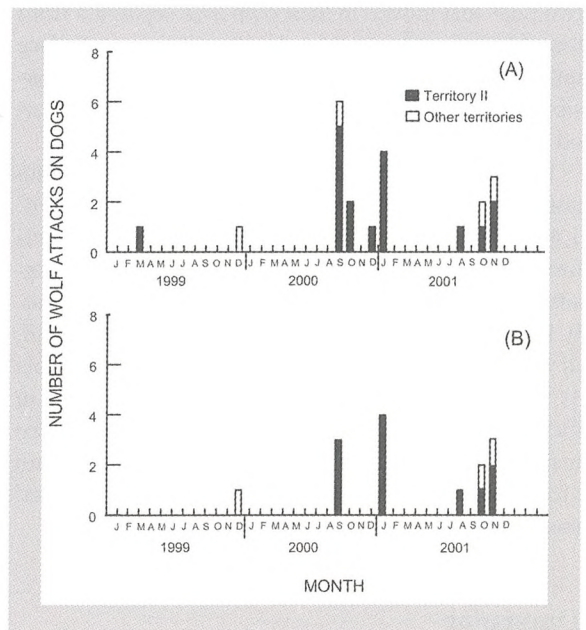 NUMBER OF WOLF ATTACKS ON DOGS
8
(A)
Territory II
Other territories
6
4
2
0
J F M A M J J A S O N D J F M A M J J A S O N D J F M A M J J A S O N D
1999 2000 2001
8
(B)
6
4
2
0
J F M A M J J A S O N D J F M A M J J A S O N D J F M A M J J A S O N D
1999 2000 2001
MONTH